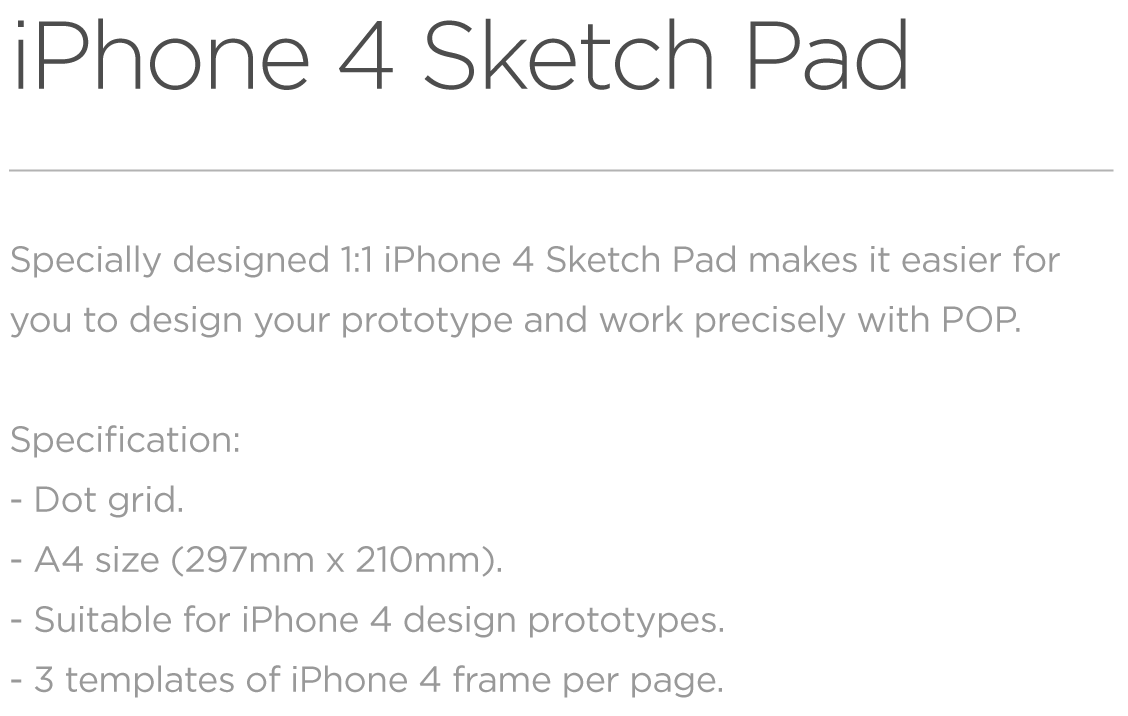 iPhone 4 Sketch Pad
Specially designed 1:1 iPhone 4 Sketch Pad makes it easier for
you to design your prototype and work precisely with POP.
Specification:
- Dot grid.
- A4 size (297mm x 210mm).
- Suitable for iPhone 4 design prototypes.
- 3 templates of iPhone 4 frame per page.